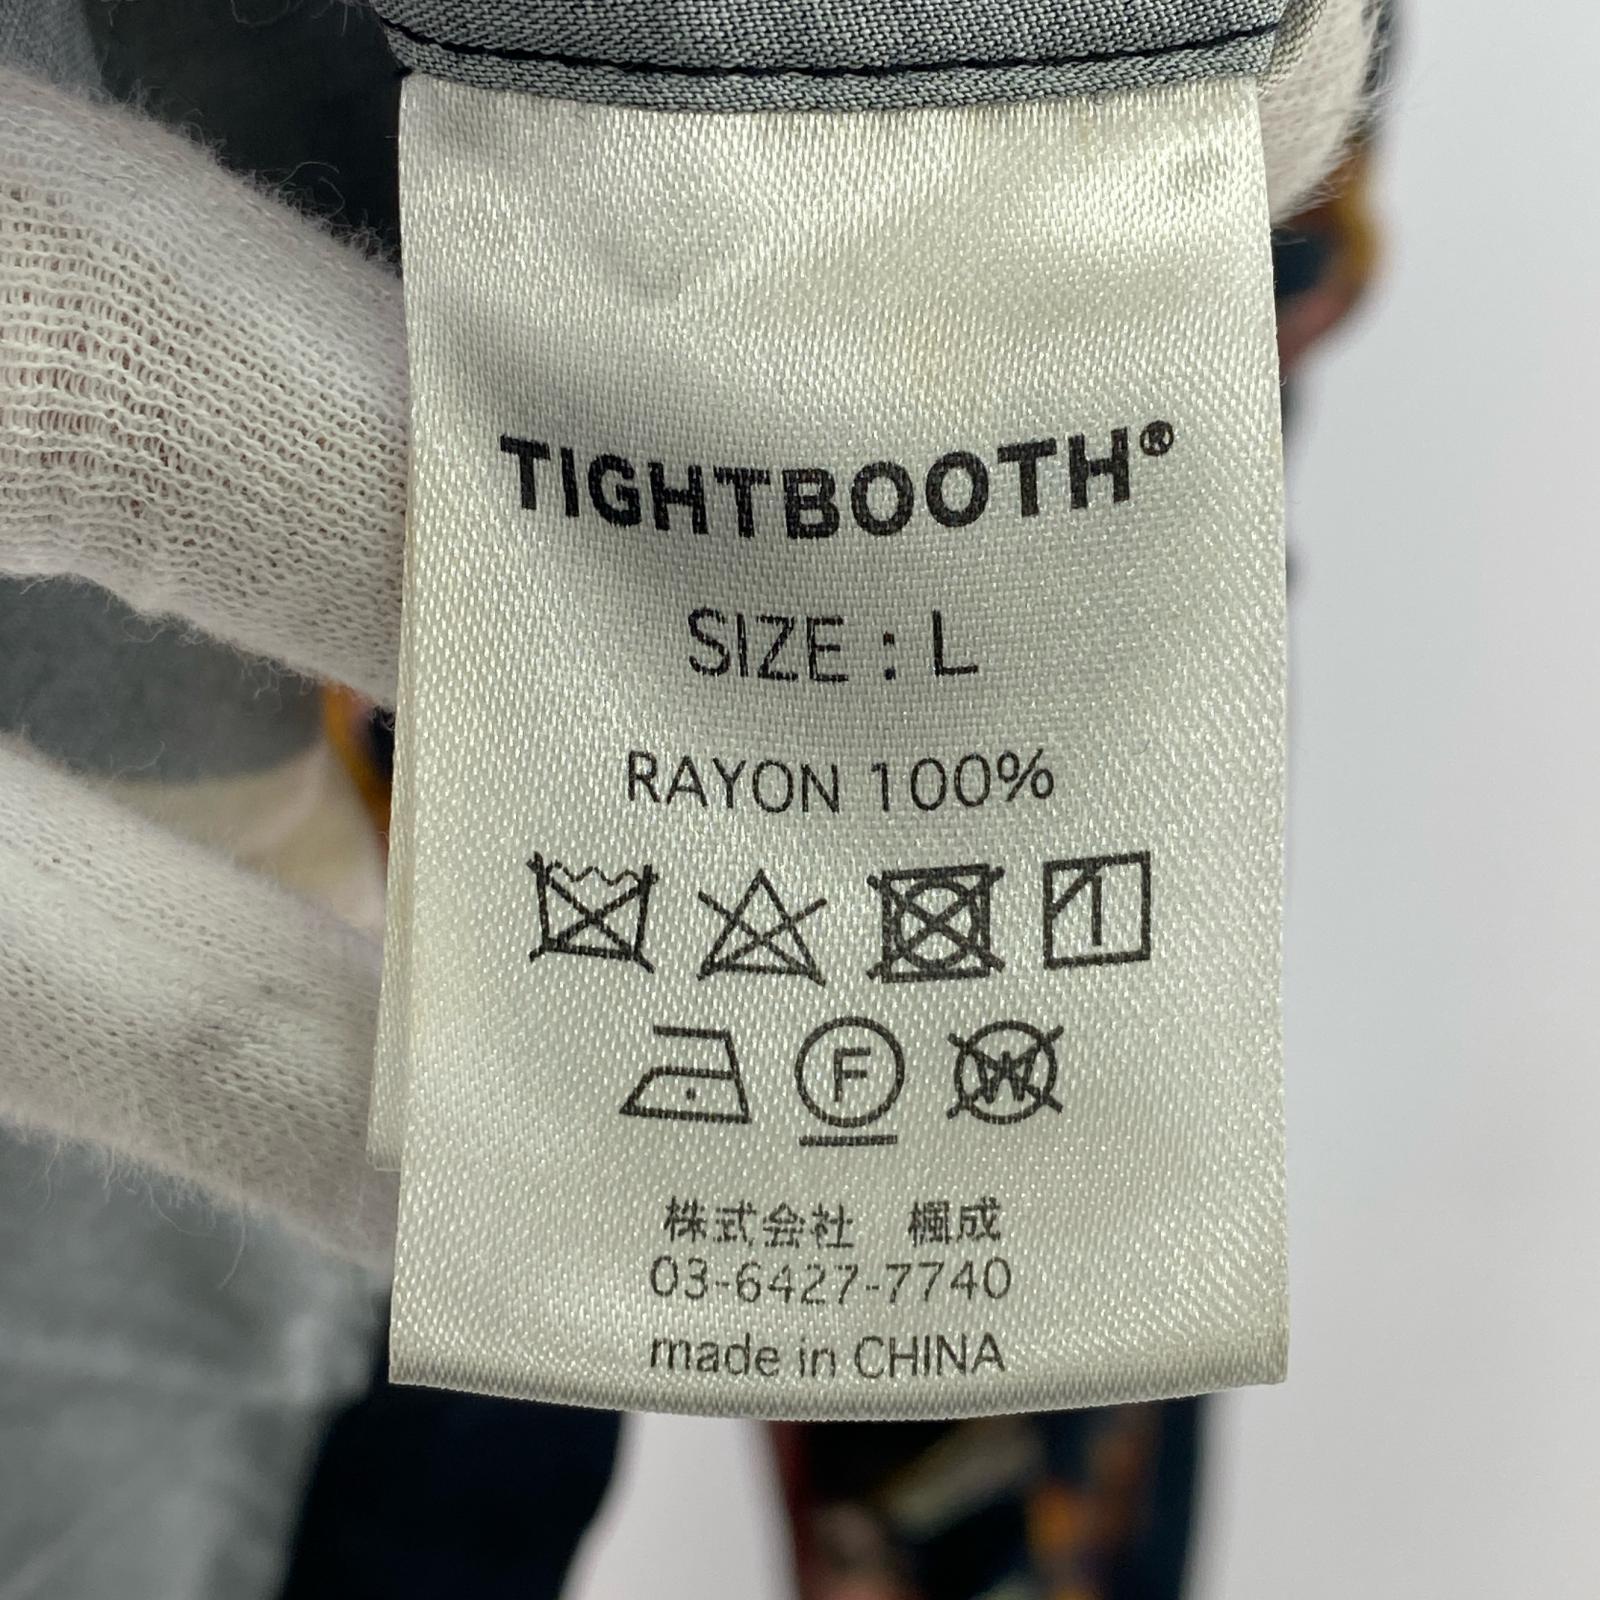 TIGHTBOOTH®
SIZE : L
RAYON 100%
F
W
株式会社　楓成
03-6427-7740
made in CHINA